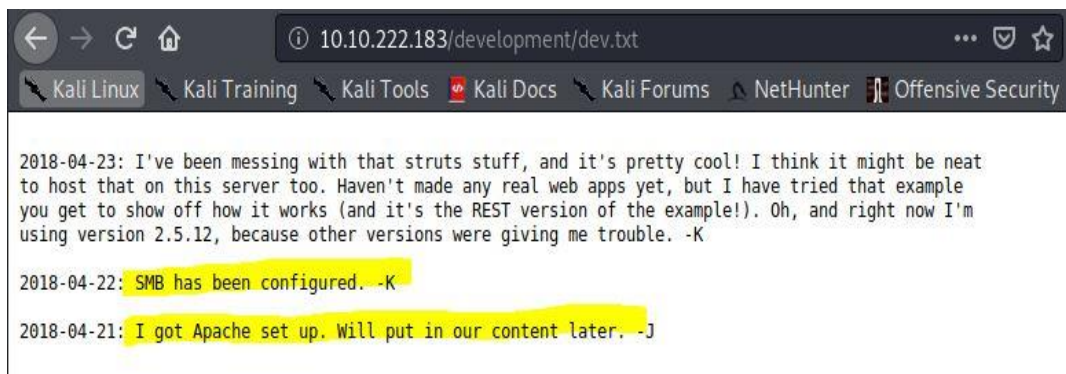 10.10.222.183/development/dev.txt
Kali Linux Kali Training Kali Tools Kali Docs Kali Forums NetHunter Offensive Security
2018-04-23: I've been messing with that struts stuff, and it's pretty cool! I think it might be neat
to host that on this server too. Haven't made any real web apps yet, but I have tried that example
you get to show off how it works (and it's the REST version of the example!). Oh, and right now I'm
using version 2.5.12, because other versions were giving me trouble. -K
2018-04-22: SMB has been configured. -K
2018-04-21: I got Apache set up. Will put in our content later. -J